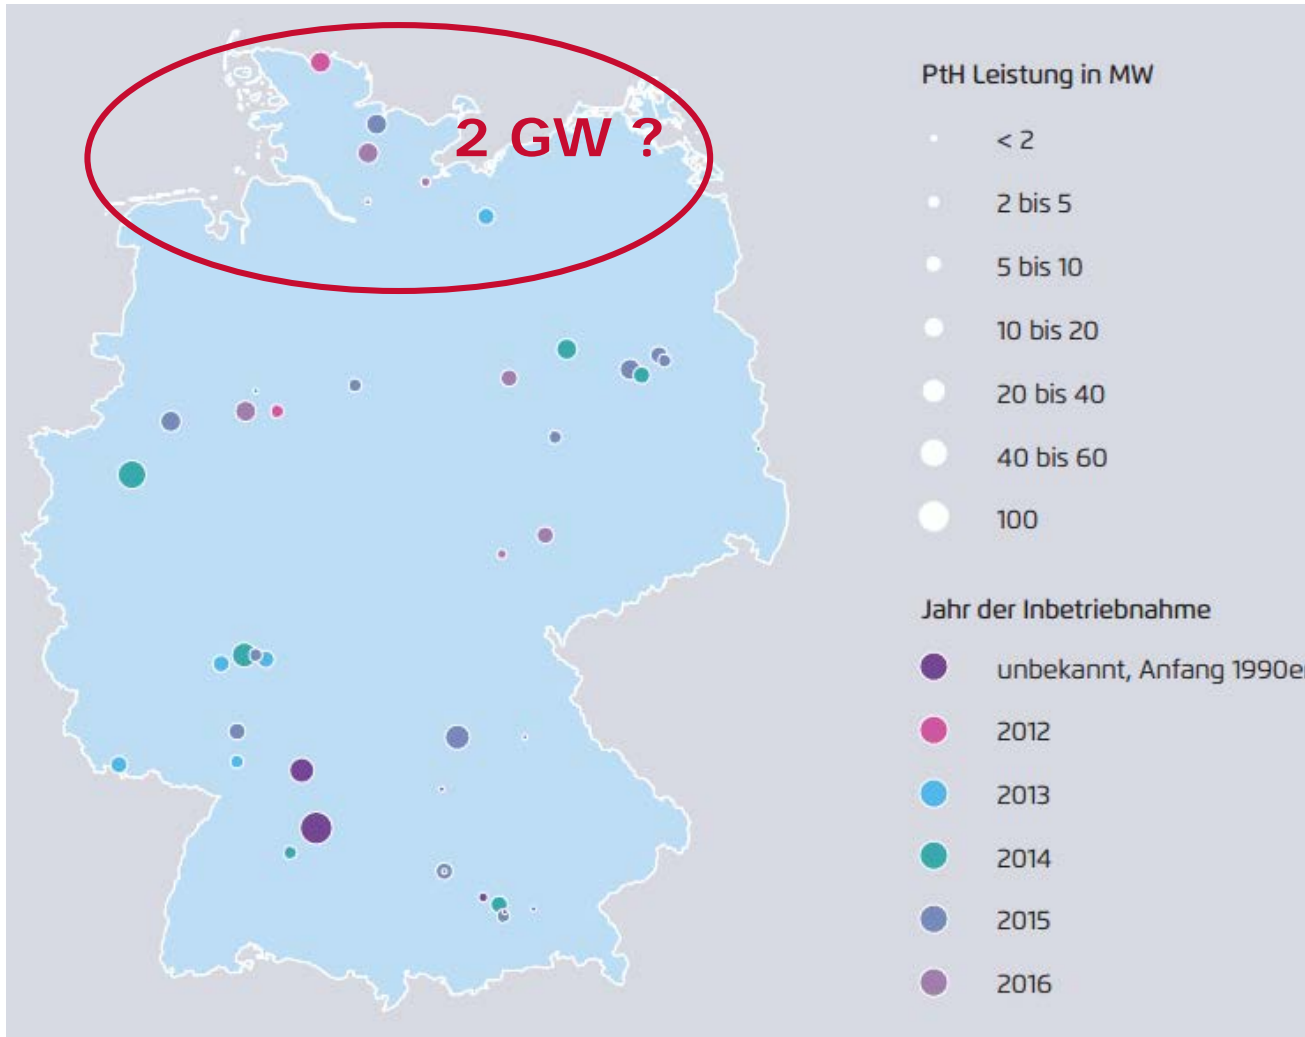 2 GW ?
PtH Leistung in MW
< 2
2 bis 5
5 bis 10
10 bis 20
20 bis 40
40 bis 60
100
Jahr der Inbetriebnahme
unbekannt, Anfang 1990e
2012
2013
2014
2015
2016